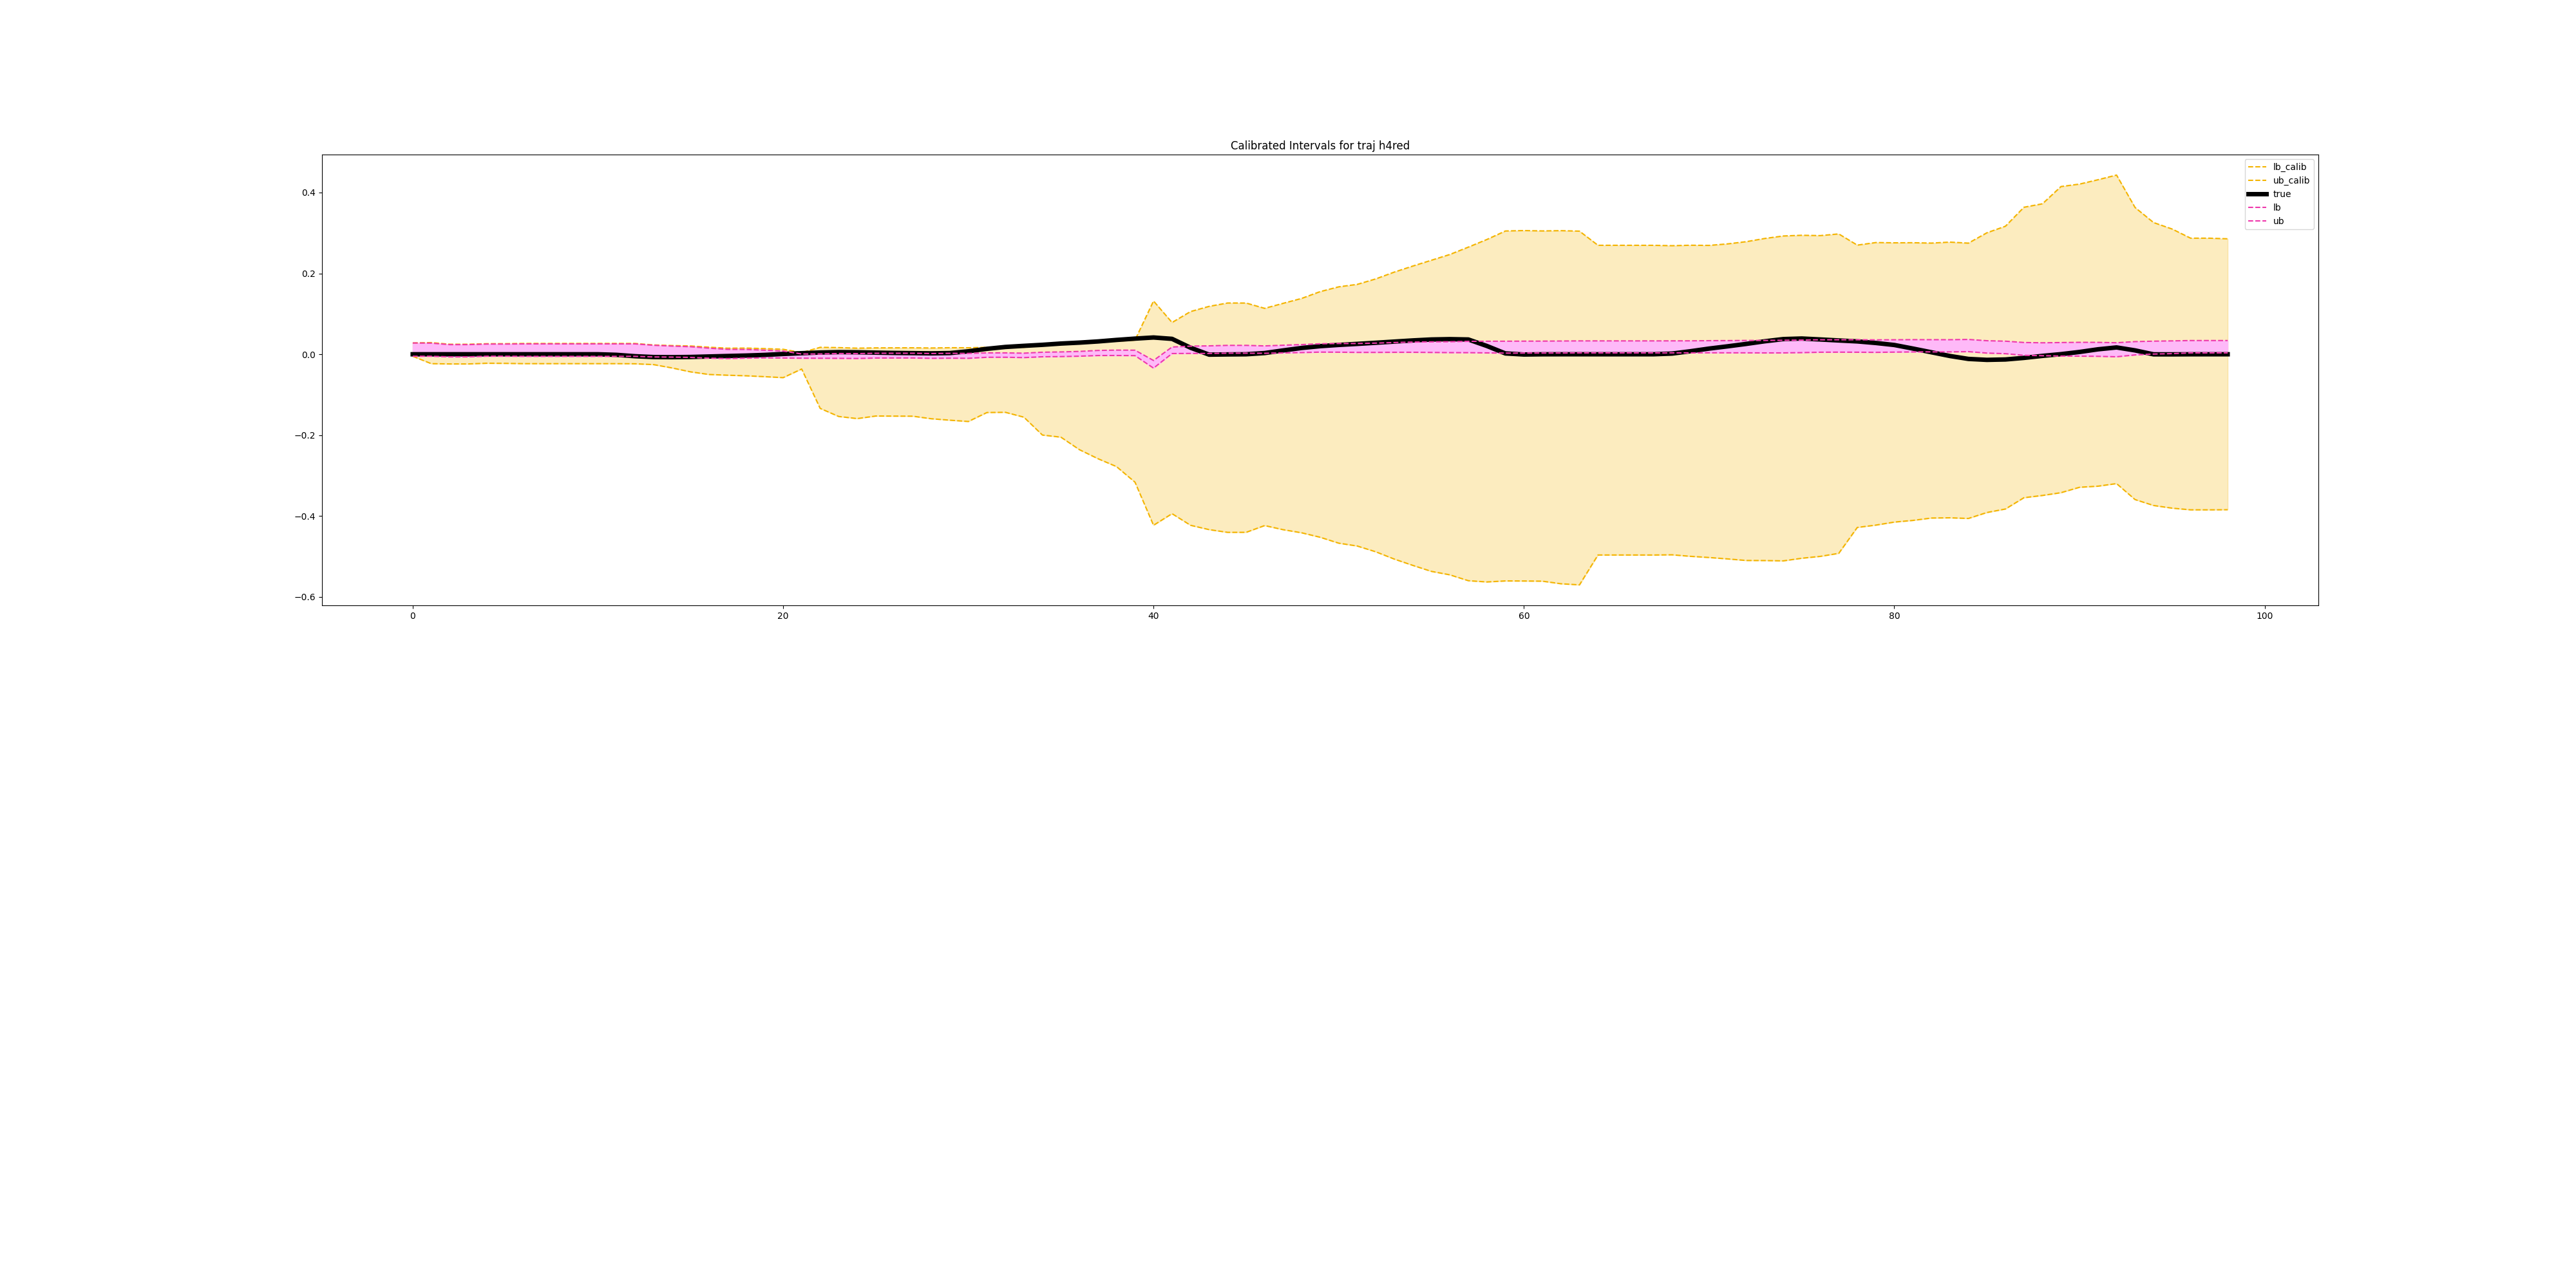 Calibrated Intervals for traj h4red
lb_calib
ub_calib
true
lb
ub
0.4
0.2
0.0
−0.2
−0.4
−0.6
0 20 40 60 80 100